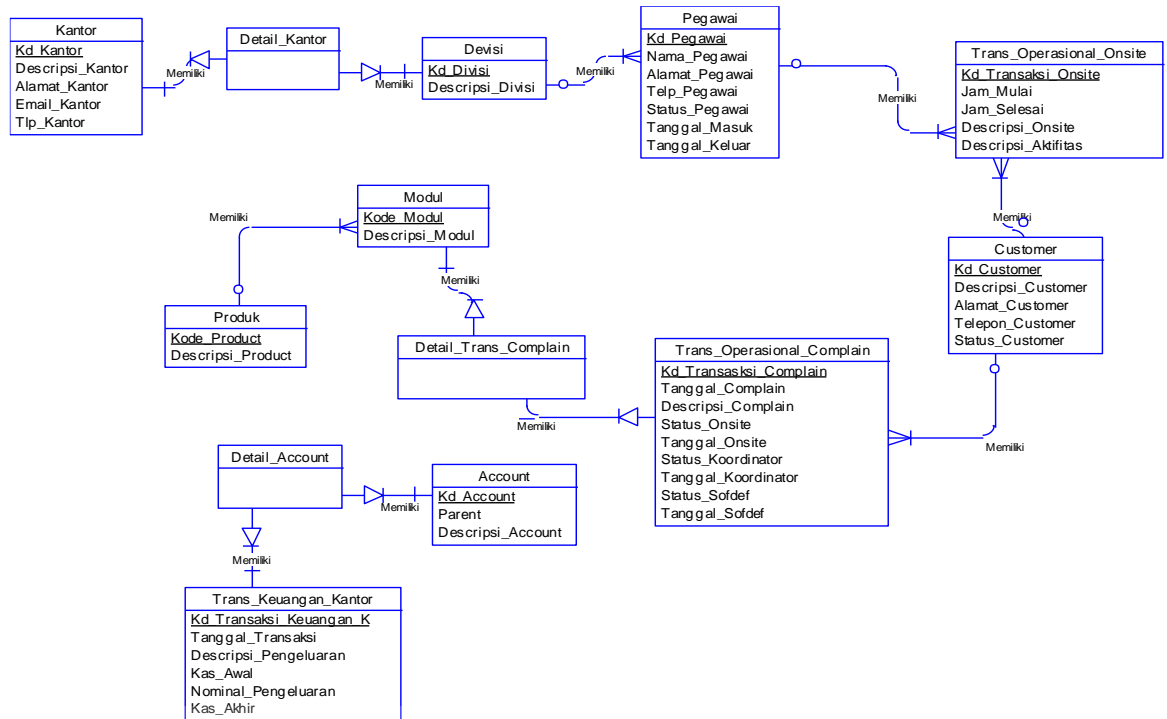 Kantor
Kd_Kantor
Descripsi_Kantor
Alamat_Kantor
Email_Kantor
Tlp_Kantor
Memiliki
Detail_Kantor
Memiliki
Devisi
Kd_Divisi
Descripsi_Divisi
Memiliki
Pegawai
Kd_Pegawai
Nama_Pegawai
Alamat_Pegawai
Telp_Pegawai
Status_Pegawai
Tanggal_Masuk
Tanggal_Keluar
Memiliki
Trans_Operasional_Onsite
Kd_Transaksi_Onsite
Jam_Mulai
Jam_Selesai
Descripsi_Onsite
Descripsi_Aktifitas
Memiliki
Modul
Kode_Modul
Descripsi_Modul
Memiliki
Memiliki
Customer
Kd_Customer
Descripsi_Customer
Alamat_Customer
Telepon_Customer
Status_Customer
Produk
Kode_Product
Descripsi_Product
Detail_Trans_Complain
Memiliki
Trans_Operasional_Complain
Kd_Transasksi_Complain
Tanggal_Complain
Descripsi_Complain
Status_Onsite
Tanggal_Onsite
Status_Koordinator
Tanggal_Koordinator
Status_Sofdef
Tanggal_Sofdef
Memiliki
Detail_Account
Memiliki
Account
Kd_Account
Parent
Descripsi_Account
Memiliki
Trans_Keuangan_Kantor
Kd_Transaksi_Keuangan_K
Tanggal_Transaksi
Descripsi_Pengeluaran
Kas_Awal
Nominal_Pengeluaran
Kas_Akhir